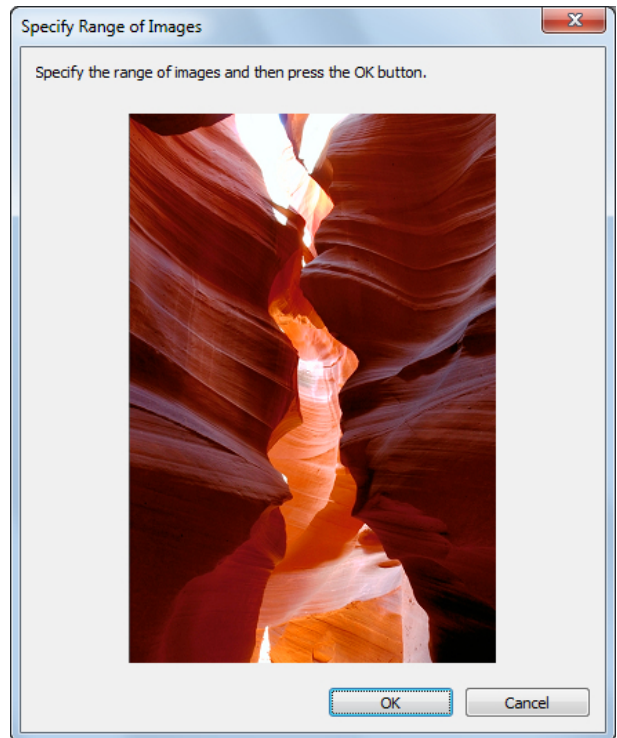 Specify Range of Images
Specify the range of images and then press the OK button.
OK
Cancel